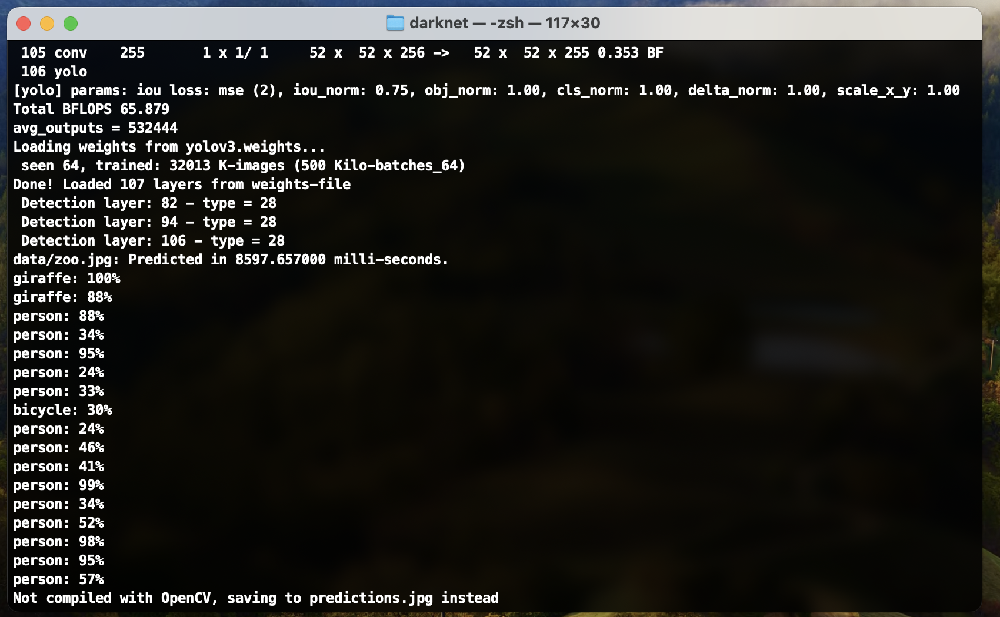 darknet — -zsh — 117×30
105 conv    255       1 x 1/ 1     52 x  52 x 256 ->   52 x  52 x 255 0.353 BF
106 yolo
[yolo] params: iou loss: mse (2), iou_norm: 0.75, obj_norm: 1.00, cls_norm: 1.00, delta_norm: 1.00, scale_x_y: 1.00
Total BFLOPS 65.879
avg_outputs = 532444
Loading weights from yolov3.weights...
 seen 64, trained: 32013 K-images (500 Kilo-batches_64)
Done! Loaded 107 layers from weights-file
 Detection layer: 82 - type = 28
 Detection layer: 94 - type = 28
 Detection layer: 106 - type = 28
data/zoo.jpg: Predicted in 8597.657000 milli-seconds.
giraffe: 100%
giraffe: 88%
person: 88%
person: 34%
person: 95%
person: 24%
person: 33%
bicycle: 30%
person: 24%
person: 46%
person: 41%
person: 99%
person: 34%
person: 52%
person: 98%
person: 95%
person: 57%
Not compiled with OpenCV, saving to predictions.jpg instead